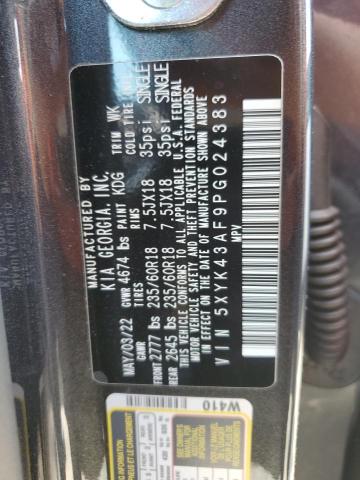 MANUFACTURED BY
KIA GEORGIA, INC.
MAY/03/22 GVWR 4674 lbs PAINT KDG TRIM WK
GAWR TIRES RIMS COLD TIRE
FRONT 2777 lbs 235/60R18 7.5JX18 35psi SINGLE
REAR 2645 lbs 235/60R18 7.5JX18 35psi SINGLE
THIS VEHICLE CONFORMS TO ALL APPLICABLE U.S.A. FEDERAL
MOTOR VEHICLE SAFETY, BUMPER, AND THEFT PREVENTION STANDARDS
IN EFFECT ON THE DATE OF MANUFACTURE SHOWN ABOVE
VIN 5XYK43AF9PG024383
MPV
W410